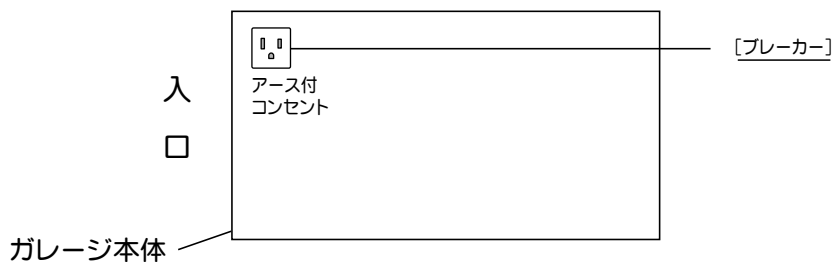 [ブレーカー]
アース付
コンセント
入
口
ガレージ本体